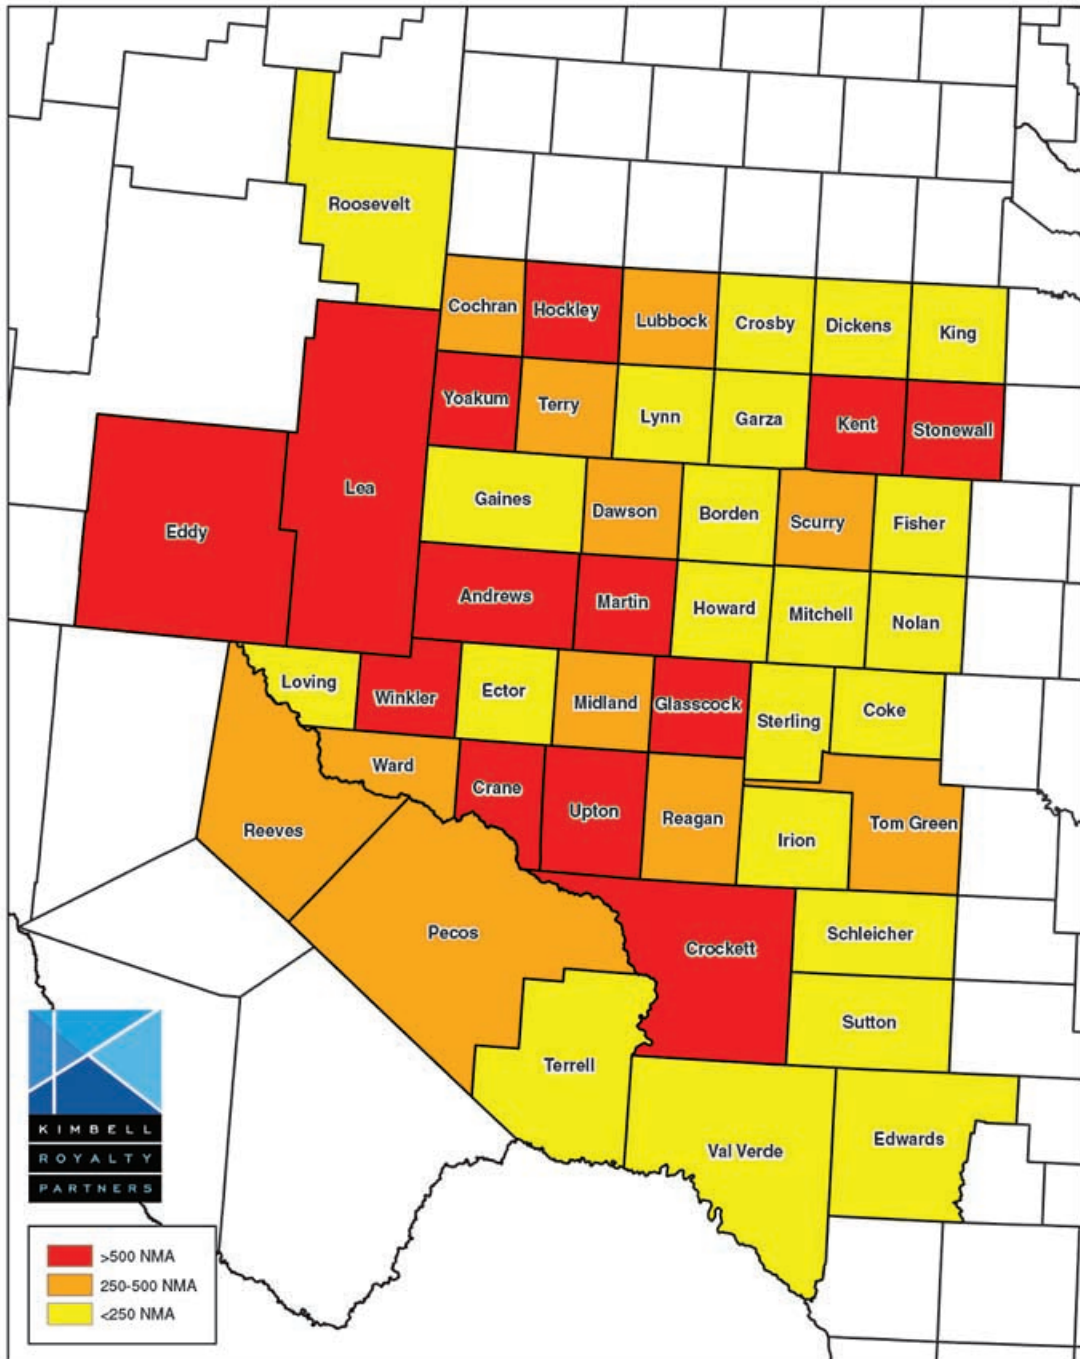 Roosevelt
Cochran
Hockley
Lubbock
Crosby
Dickens
King
Yoakum
Terry
Lynn
Garza
Kent
Stonewall
Lea
Eddy
Gaines
Dawson
Borden
Scurry
Fisher
Andrews
Martin
Howard
Mitchell
Nolan
Loving
Winkler
Ector
Midland
Glasscock
Sterling
Coke
Ward
Crane
Upton
Reagan
Irion
Tom Green
Reeves
Pecos
Crockett
Schleicher
Sutton
Terrell
Val Verde
Edwards
KIMBELL
ROYALTY
PARTNERS
>500 NMA
250-500 NMA
<250 NMA